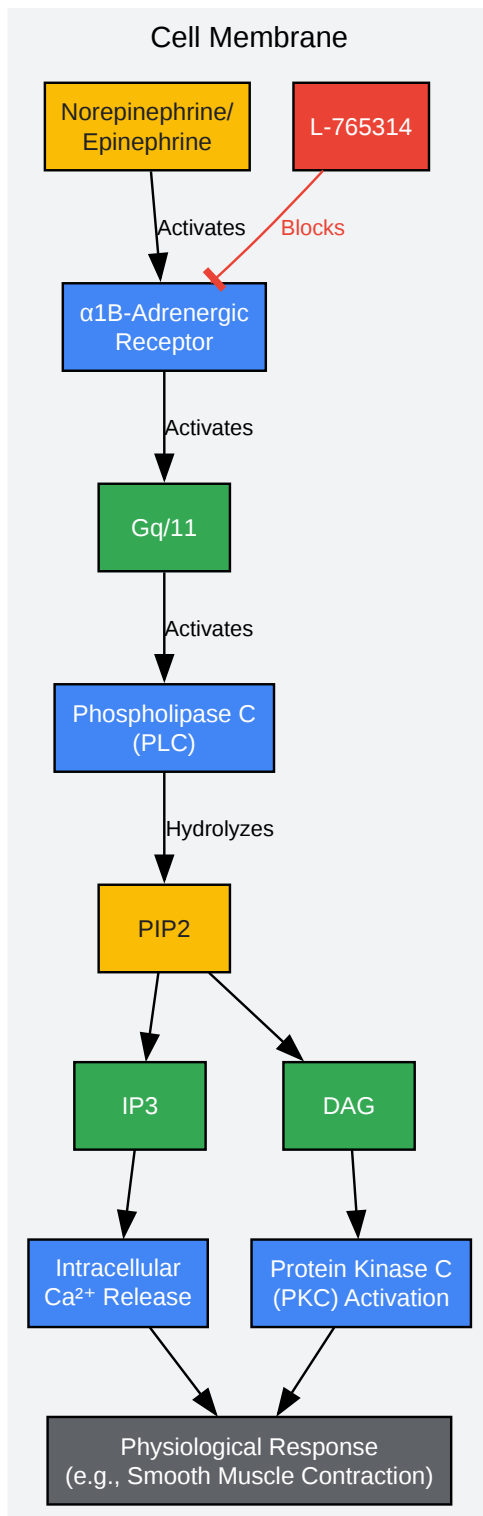 Cell Membrane
Norepinephrine/
Epinephrine
L-765314
Activates
Blocks
α1B-Adrenergic
Receptor
Activates
Gq/11
Activates
Phospholipase C
(PLC)
Hydrolyzes
PIP2
IP3
DAG
Intracellular
Ca²⁺ Release
Protein Kinase C
(PKC) Activation
Physiological Response
(e.g., Smooth Muscle Contraction)